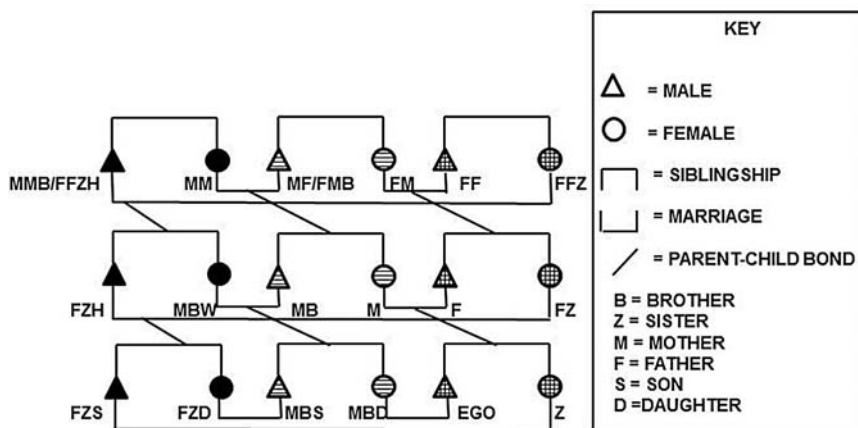 KEY
= MALE
= FEMALE
= SIBLINGSHIP
= MARRIAGE
= PARENT-CHILD BOND
B = BROTHER
Z = SISTER
M = MOTHER
F = FATHER
S = SON
D =DAUGHTER
MMB/FFZH MM MF/FMB FM FF FFZ
FZH MBW MB M F FZ
FZS FZD MBS MBD EGO Z